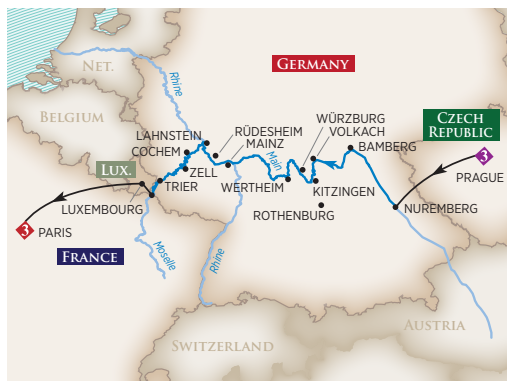 NET.
Rhine
GERMANY
BELGIUM
CZECH
REPUBLIC
LAHNSTEIN
COCHEM
RÜDESHEIM
MAINZ
WÜRZBURG
VOLKACH
BAMBERG
Main
ZELL
LUX.
TRIER
WERTHEIM
KITZINGEN
3
PRAGUE
LUXEMBOURG
ROTHENBURG
NUREMBERG
3
PARIS
FRANCE
Moselle
Rhine
AUSTRIA
SWITZERLAND